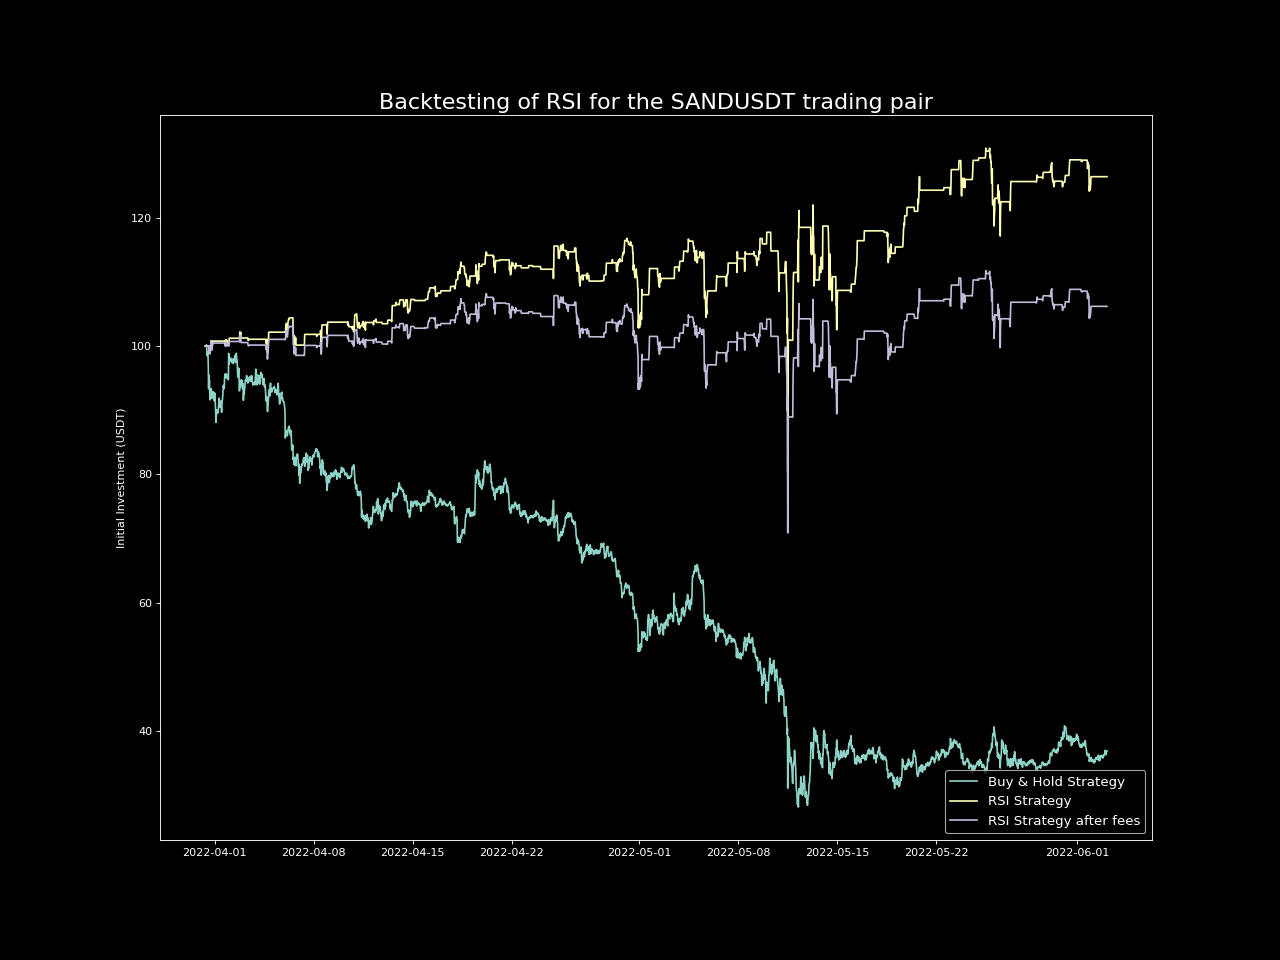 Backtesting of RSI for the SANDUSDT trading pair
Initial Investment (USDT)
120
100
80
60
40
2022-04-01
2022-04-08
2022-04-15
2022-04-22
2022-05-01
2022-05-08
2022-05-15
2022-05-22
2022-06-01
Buy & Hold Strategy
RSI Strategy
RSI Strategy after fees